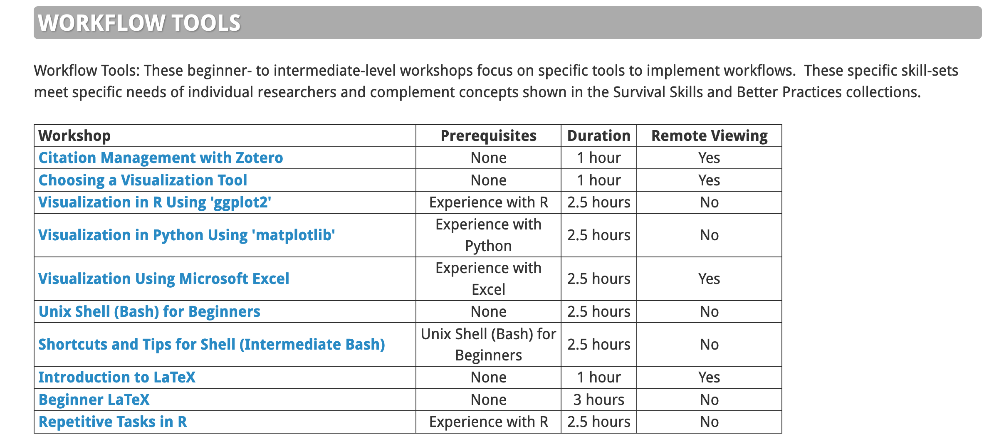 WORKFLOW TOOLS
Workflow Tools: These beginner- to intermediate-level workshops focus on specific tools to implement workflows.  These specific skill-sets
meet specific needs of individual researchers and complement concepts shown in the Survival Skills and Better Practices collections.
Workshop Prerequisites Duration Remote Viewing
Citation Management with Zotero None 1 hour Yes
Choosing a Visualization Tool None 1 hour Yes
Visualization in R Using 'ggplot2' Experience with R 2.5 hours No
Visualization in Python Using 'matplotlib' Experience with Python 2.5 hours No
Visualization Using Microsoft Excel Experience with Excel 2.5 hours Yes
Unix Shell (Bash) for Beginners None 2.5 hours No
Shortcuts and Tips for Shell (Intermediate Bash) Unix Shell (Bash) for Beginners 2.5 hours No
Introduction to LaTeX None 1 hour Yes
Beginner LaTeX None 3 hours No
Repetitive Tasks in R Experience with R 2.5 hours No